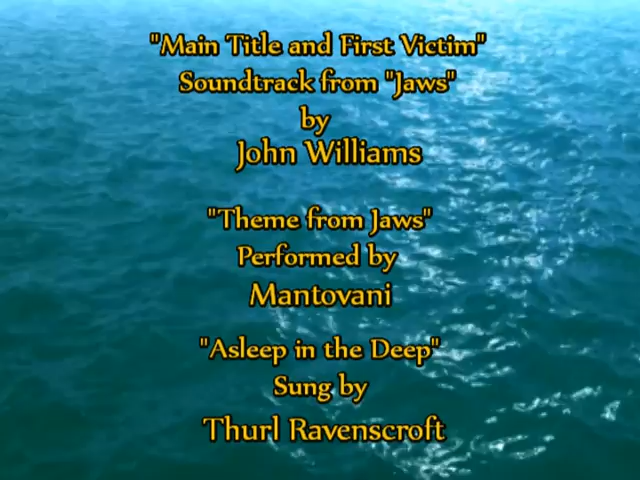 "Main Title and First Victim"
Soundtrack from "Jaws"
by
John Williams
"Theme from Jaws"
Performed by
Mantovani
"Asleep in the Deep"
Sung by
Thurl Ravenscroft